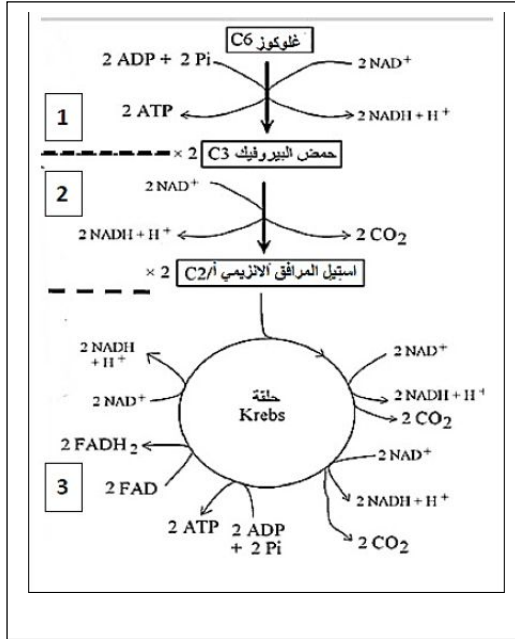 غلوكوز C6
2 ADP + 2 Pi
2 NAD⁺
2 ATP
2 NADH + H⁺
1
حمض البيروفيك C3 × 2
2 NAD⁺
2
2 NADH + H⁺
2 CO₂
استيل المرافق الانزيمي أ/C2 × 2
2 NADH + H⁺
2 NAD⁺
2 NAD⁺
2 NADH + H⁺
2 CO₂
حلقة
Krebs
2 FADH₂
2 NAD⁺
3
2 FAD
2 NADH + H⁺
2 ATP
2 ADP + 2 Pi
2 CO₂